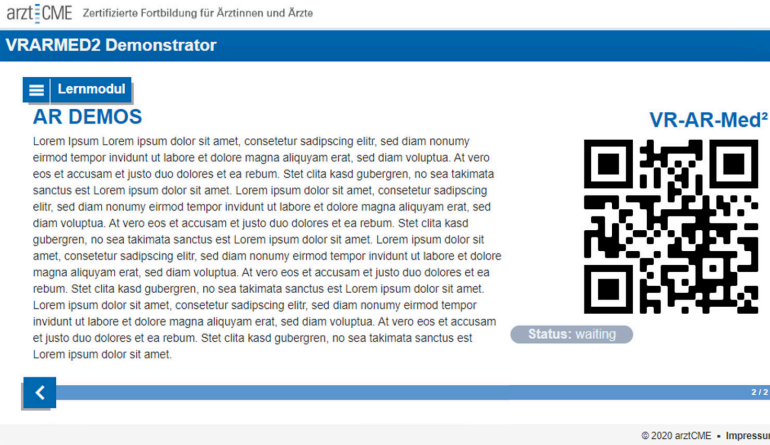 arzt CME Zertifizierte Fortbildung für Ärztinnen und Ärzte
VRARMED2 Demonstrator
Lernmodul
AR DEMOS
Lorem Ipsum Lorem ipsum dolor sit amet, consetetur sadipscing elitr, sed diam nonumy
eirmod tempor invidunt ut labore et dolore magna aliquyam erat, sed diam voluptua. At vero
eos et accusam et justo duo dolores et ea rebum. Stet clita kasd gubergren, no sea takimata
sanctus est Lorem ipsum dolor sit amet. Lorem ipsum dolor sit amet, consetetur sadipscing
elitr, sed diam nonumy eirmod tempor invidunt ut labore et dolore magna aliquyam erat, sed
diam voluptua. At vero eos et accusam et justo duo dolores et ea rebum. Stet clita kasd
gubergren, no sea takimata sanctus est Lorem ipsum dolor sit amet. Lorem ipsum dolor sit
amet, consetetur sadipscing elitr, sed diam nonumy eirmod tempor invidunt ut labore et dolore
magna aliquyam erat, sed diam voluptua. At vero eos et accusam et justo duo dolores et ea
rebum. Stet clita kasd gubergren, no sea takimata sanctus est Lorem ipsum dolor sit amet.
Lorem ipsum dolor sit amet, consetetur sadipscing elitr, sed diam nonumy eirmod tempor
invidunt ut labore et dolore magna aliquyam erat, sed diam voluptua. At vero eos et accusam
et justo duo dolores et ea rebum. Stet clita kasd gubergren, no sea takimata sanctus est
Lorem ipsum dolor sit amet.
VR-AR-Med²
Status: waiting
2 / 2
© 2020 arztCME • Impressu